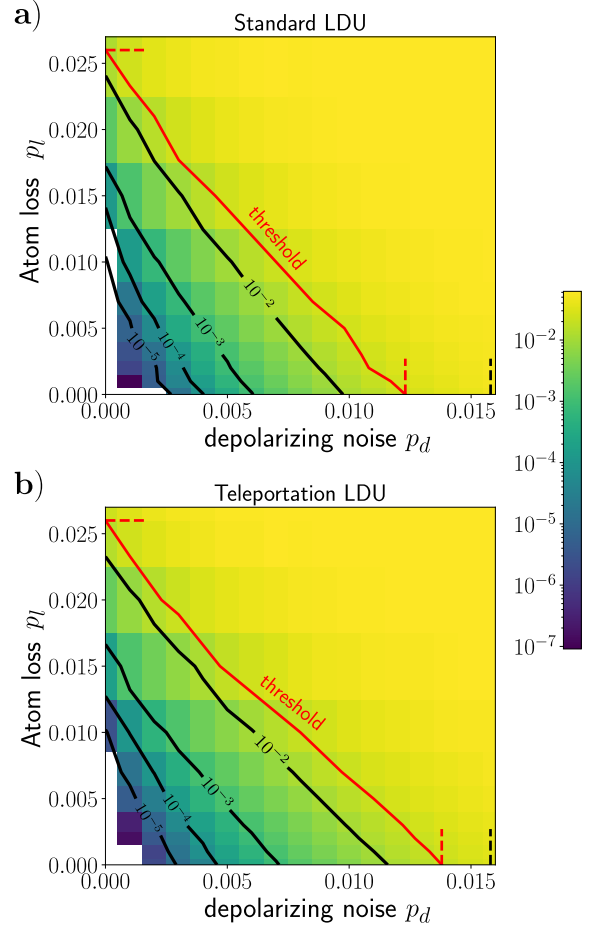 a)
Standard LDU
0.025
0.020
0.015
0.010
0.005
0.000
Atom loss p_l
threshold
10⁻²
10⁻³
10⁻⁴
10⁻⁵
0.000 0.005 0.010 0.015
depolarizing noise p_d
10⁻²
10⁻³
10⁻⁴
10⁻⁵
10⁻⁶
10⁻⁷
b)
Teleportation LDU
0.025
0.020
0.015
0.010
0.005
0.000
Atom loss p_l
threshold
10⁻²
10⁻³
10⁻⁴
10⁻⁵
0.000 0.005 0.010 0.015
depolarizing noise p_d